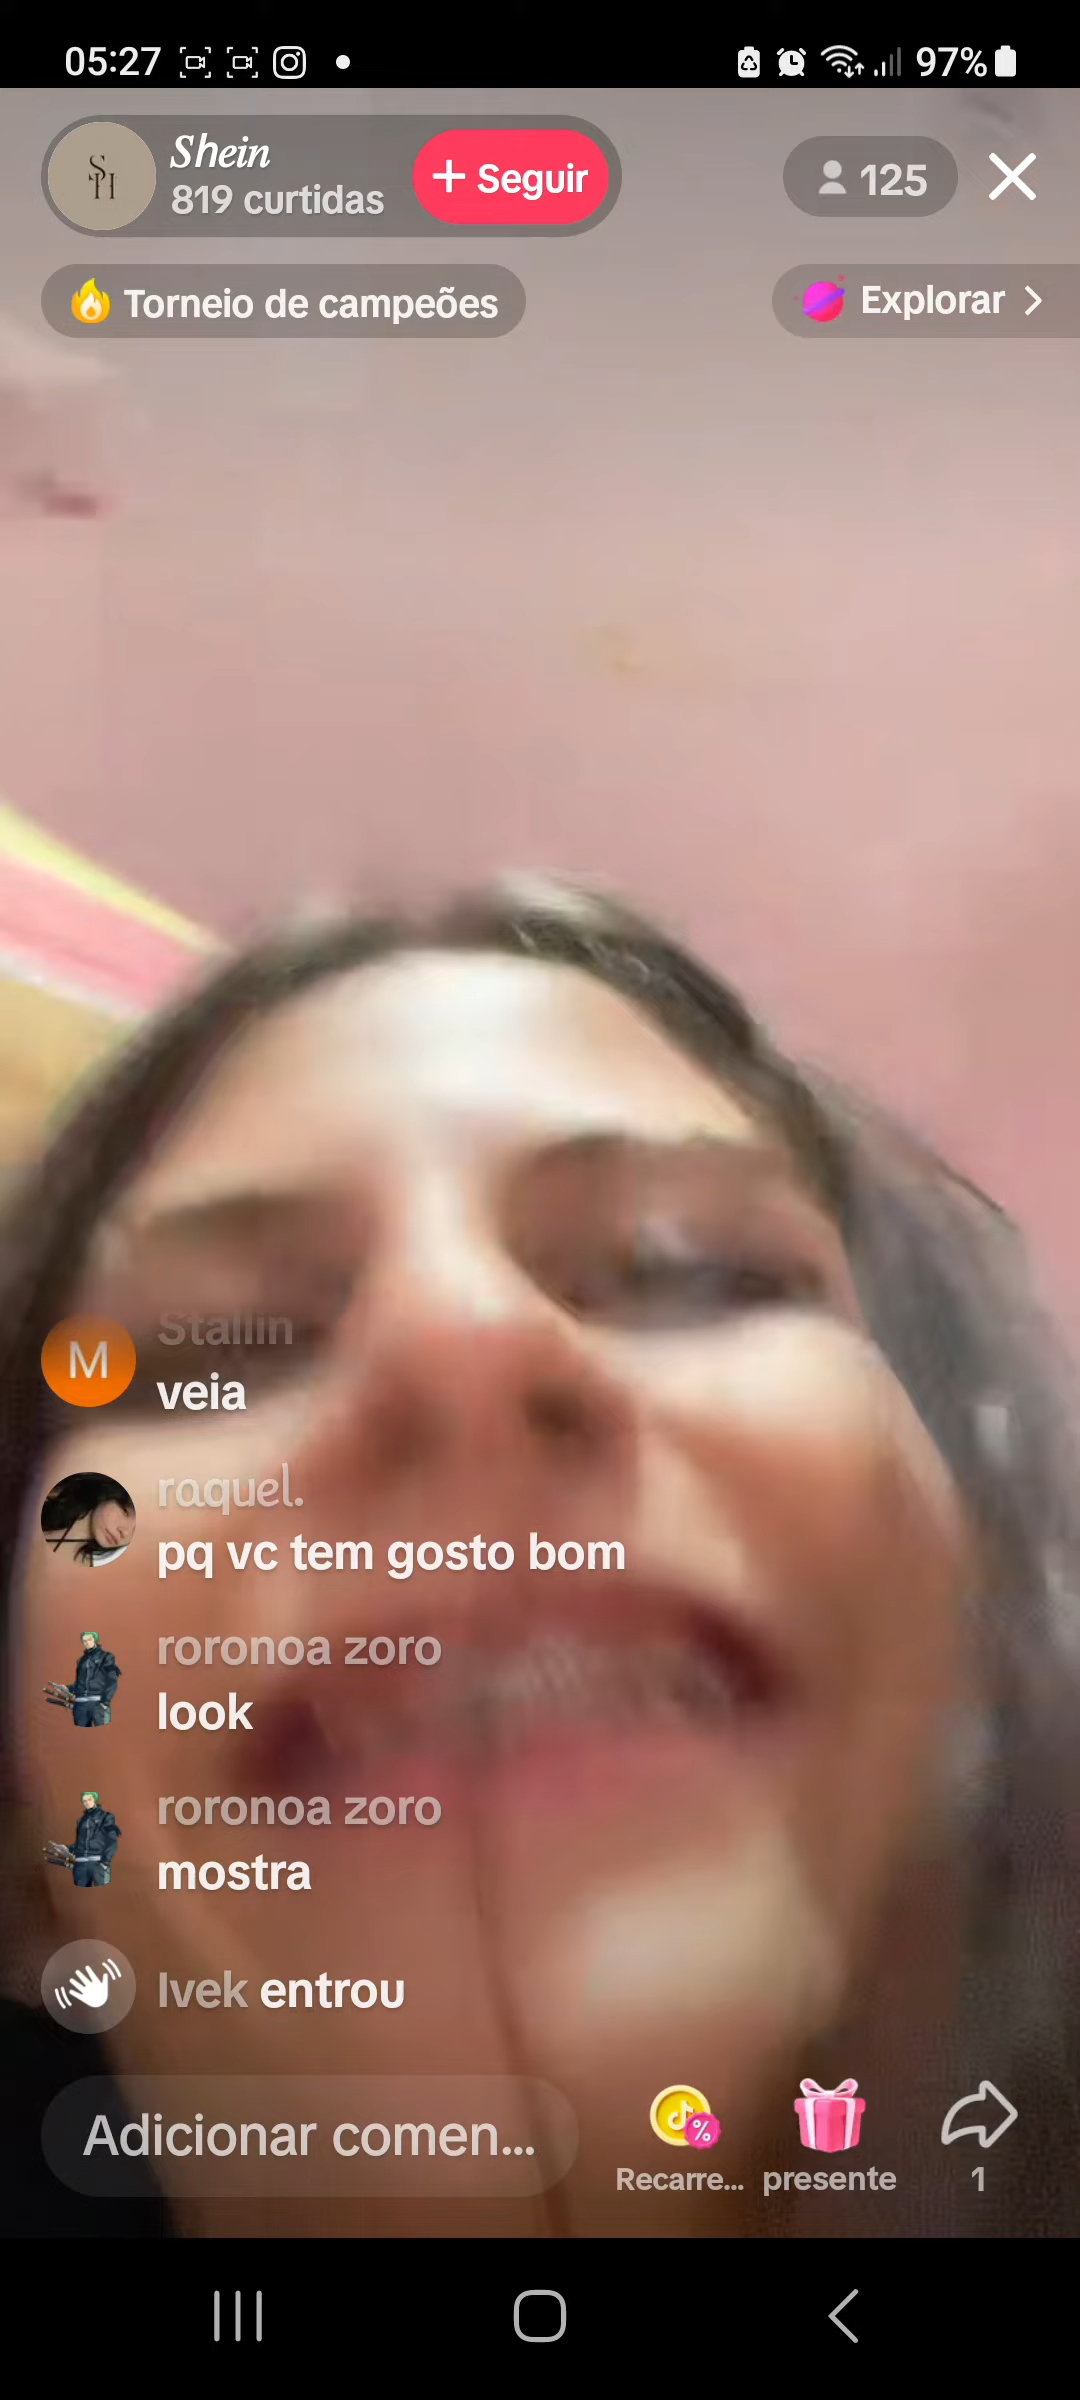 05:27
97%
Shein
819 curtidas
+ Seguir
125
Torneio de campeões
Explorar
Stallin
M
veia
raquel.
pq vc tem gosto bom
roronoa zoro
look
roronoa zoro
mostra
lvek entrou
Adicionar comen...
Recarre...
presente
1